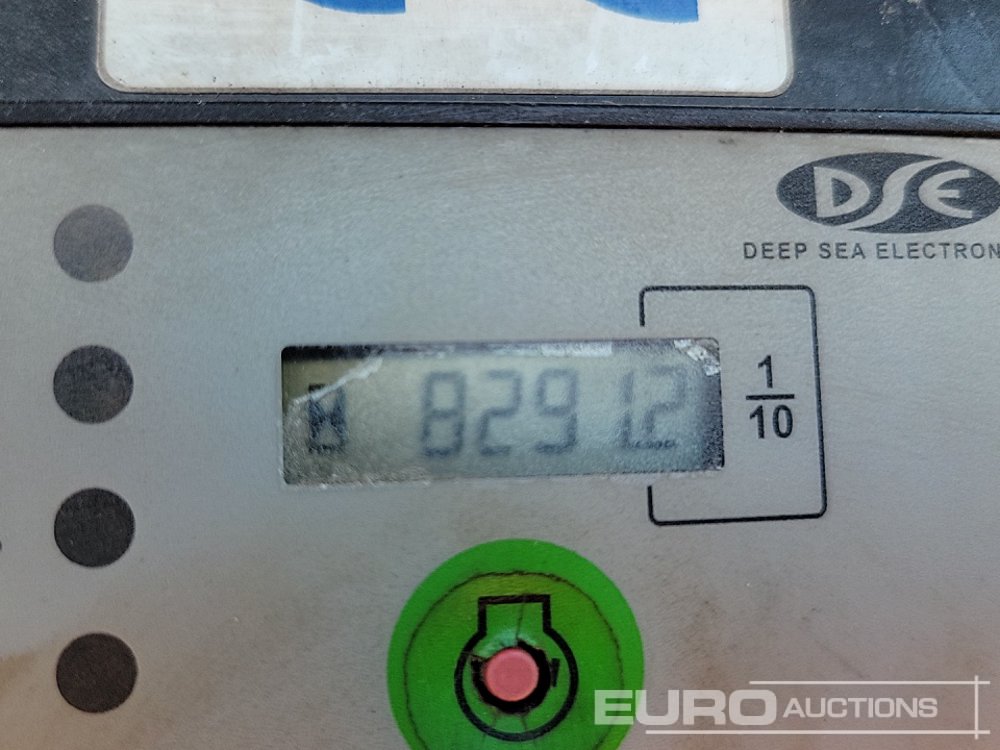 DSE
DEEP SEA ELECTRON
8291.2
1
10
EURO AUCTIONS